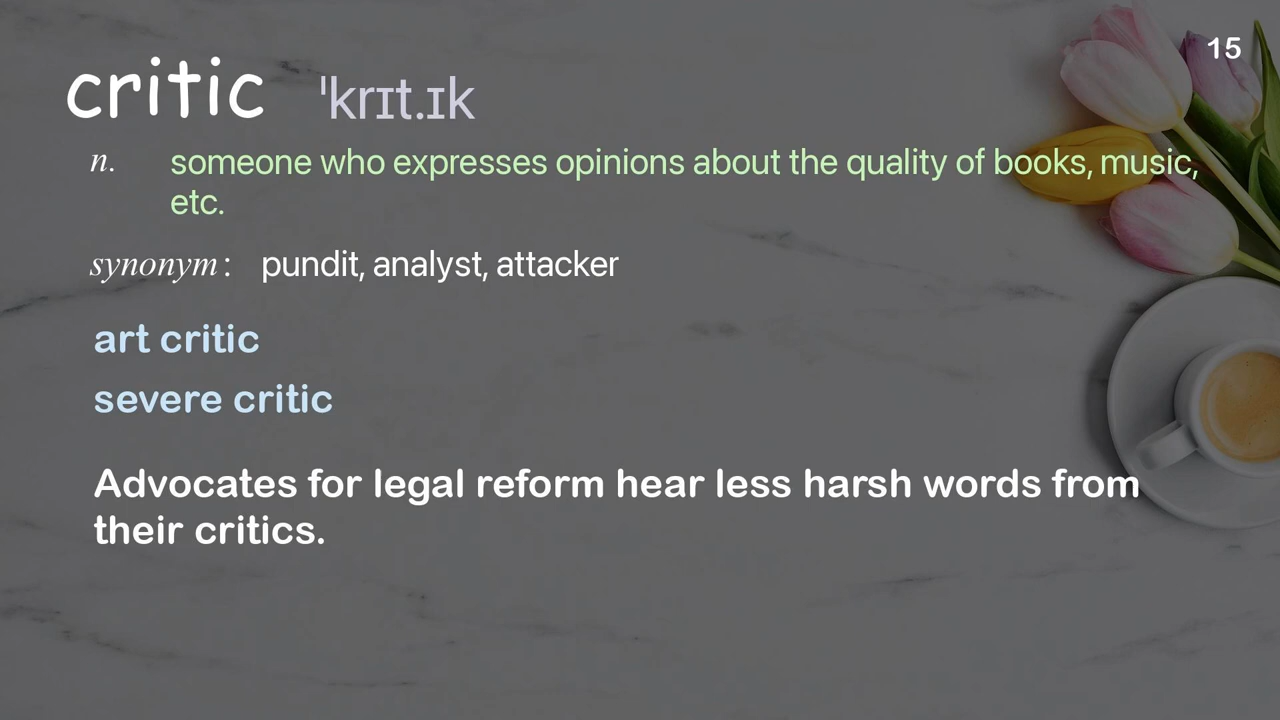 15
critic ˈkrɪt.ɪk
n. someone who expresses opinions about the quality of books, music,
etc.
synonym: pundit, analyst, attacker
art critic
severe critic
Advocates for legal reform hear less harsh words from
their critics.